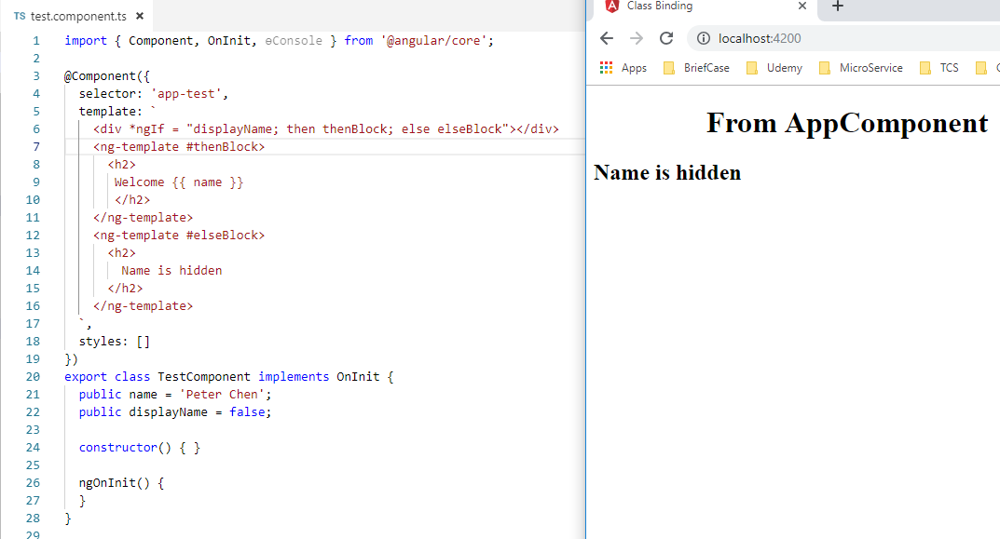 TS test.component.ts ×
1 import { Component, OnInit, ɵConsole } from '@angular/core';
2
3 @Component({
4 selector: 'app-test',
5 template: `
6 <div *ngIf = "displayName; then thenBlock; else elseBlock"></div>
7 <ng-template #thenBlock>
8 <h2>
9 Welcome {{ name }}
10 </h2>
11 </ng-template>
12 <ng-template #elseBlock>
13 <h2>
14 Name is hidden
15 </h2>
16 </ng-template>
17 `,
18 styles: []
19 })
20 export class TestComponent implements OnInit {
21 public name = 'Peter Chen';
22 public displayName = false;
23
24 constructor() { }
25
26 ngOnInit() {
27 }
28 }
29
Class Binding × +
localhost:4200
Apps BriefCase Udemy MicroService TCS
From AppComponent
Name is hidden